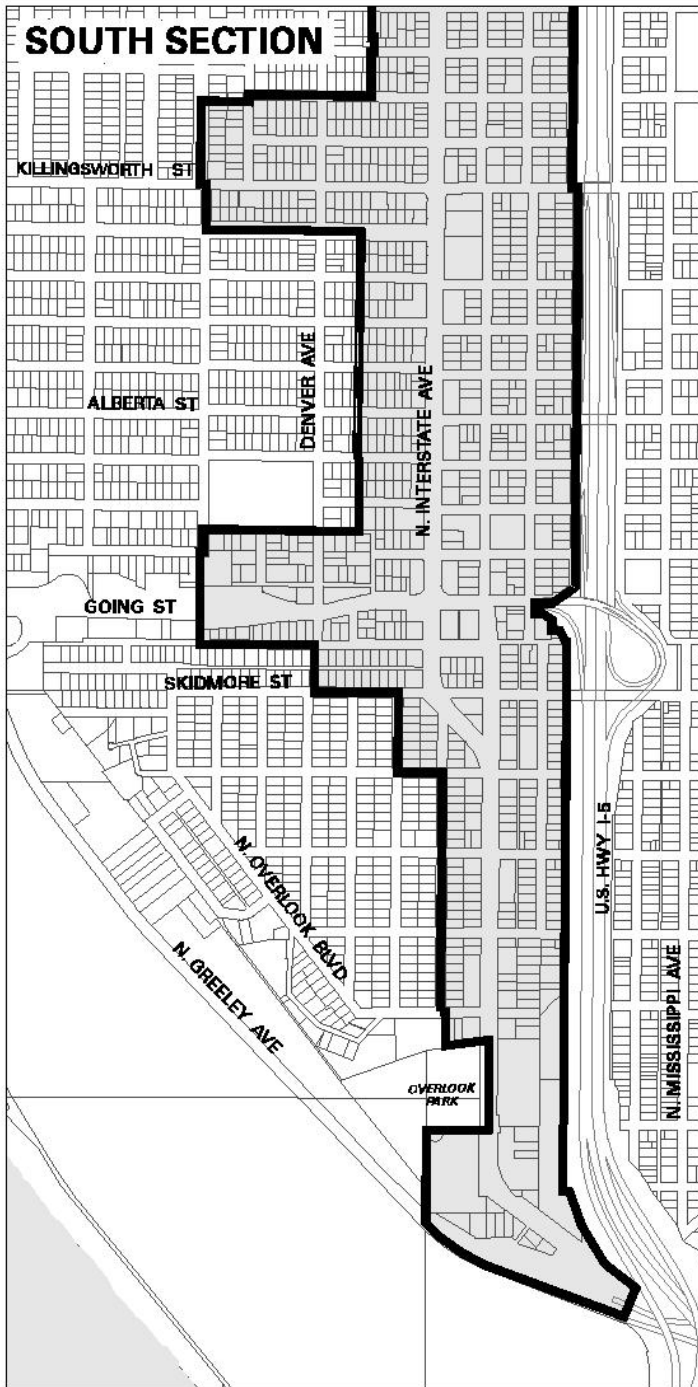 SOUTH SECTION
KILLINGSWORTH ST
DENVER AVE
N. INTERSTATE AVE
ALBERTA ST
GOING ST
SKIDMORE ST
U.S. HWY I-5
N. OVERLOOK BLVD
N. GREELEY AVE
N. MISSISSIPPI AVE
OVERLOOK
PARK